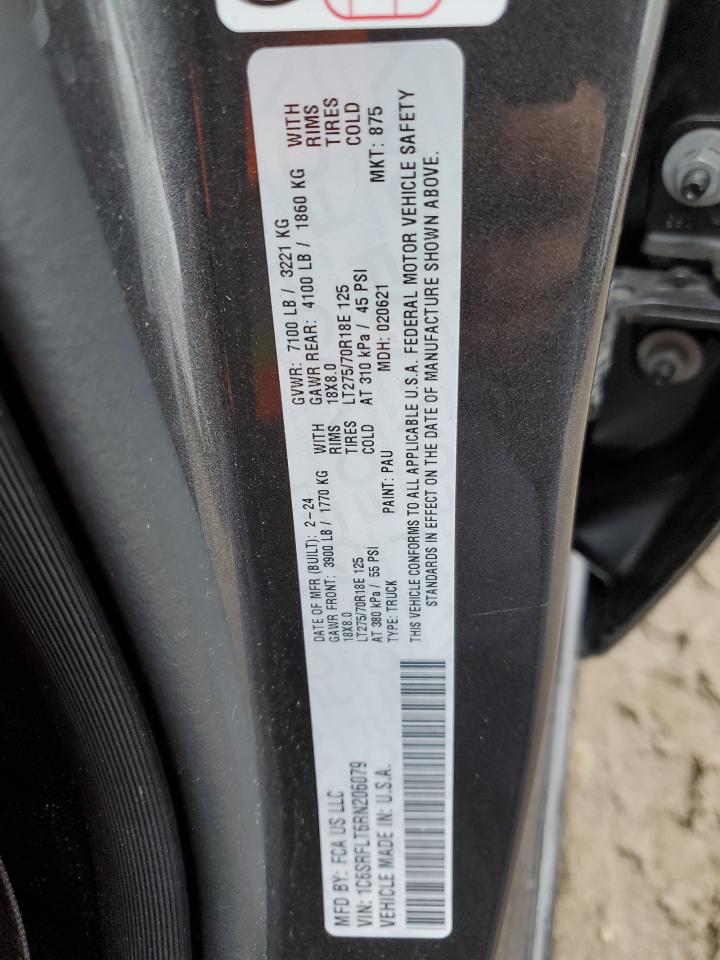 MFD BY: FCA US LLC
DATE OF MFR (BUILT): 2-24
GVWR: 7100 LB / 3221 KG
GAWR FRONT: 3900 LB / 1770 KG WITH
18X8.0 RIMS
LT275/70R18E 125 TIRES
AT 380 kPa / 55 PSI COLD
GAWR REAR: 4100 LB / 1860 KG WITH
18X8.0 RIMS
LT275/70R18E 125 TIRES
AT 310 kPa / 45 PSI COLD
VIN: 1C6SRFLT6RN206079
TYPE: TRUCK
PAINT: PAU
MDH: 020621
MKT: 875
VEHICLE MADE IN: U.S.A.
THIS VEHICLE CONFORMS TO ALL APPLICABLE U.S.A. FEDERAL MOTOR VEHICLE SAFETY
STANDARDS IN EFFECT ON THE DATE OF MANUFACTURE SHOWN ABOVE.